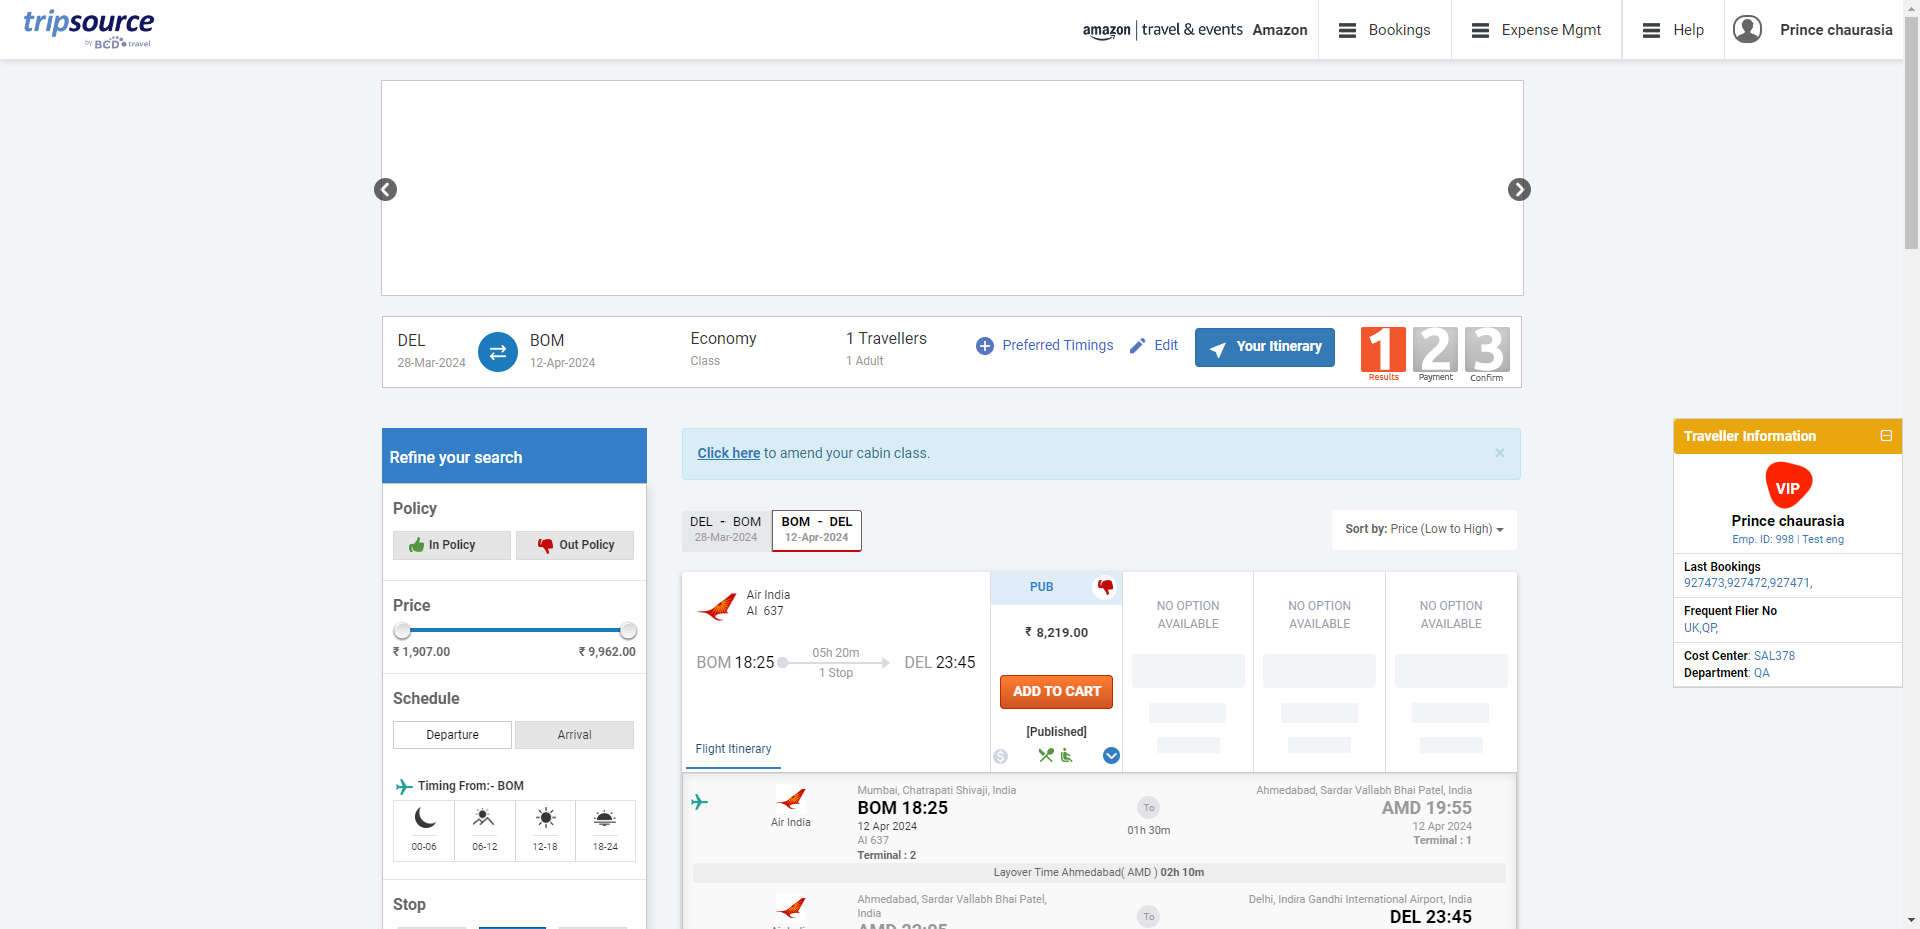 tripsource
by BCD travel
amazon | travel & events Amazon
Bookings
Expense Mgmt
Help
Prince chaurasia
DEL
28-Mar-2024
BOM
12-Apr-2024
Economy
Class
1 Travellers
1 Adult
Preferred Timings
Edit
Your Itinerary
1
Results
2
Payment
3
Confirm
Refine your search
Policy
In Policy
Out Policy
Price
₹ 1,907.00
₹ 9,962.00
Schedule
Departure
Arrival
Timing From:- BOM
00-06
06-12
12-18
18-24
Stop
Click here to amend your cabin class.
×
DEL - BOM
28-Mar-2024
BOM - DEL
12-Apr-2024
Sort by: Price (Low to High)
Air India
AI 637
BOM 18:25
05h 20m
1 Stop
DEL 23:45
Flight Itinerary
PUB
₹ 8,219.00
ADD TO CART
[Published]
NO OPTION
AVAILABLE
NO OPTION
AVAILABLE
NO OPTION
AVAILABLE
Air India
Mumbai, Chatrapati Shivaji, India
BOM 18:25
12 Apr 2024
AI 637
Terminal : 2
To
01h 30m
Ahmedabad, Sardar Vallabh Bhai Patel, India
AMD 19:55
12 Apr 2024
Terminal : 1
Layover Time Ahmedabad( AMD ) 02h 10m
Ahmedabad, Sardar Vallabh Bhai Patel,
India
AMD 22:05
To
Delhi, Indira Gandhi International Airport, India
DEL 23:45
Traveller Information
VIP
Prince chaurasia
Emp. ID: 998 | Test eng
Last Bookings
927473,927472,927471,
Frequent Flier No
UK,QP,
Cost Center: SAL378
Department: QA